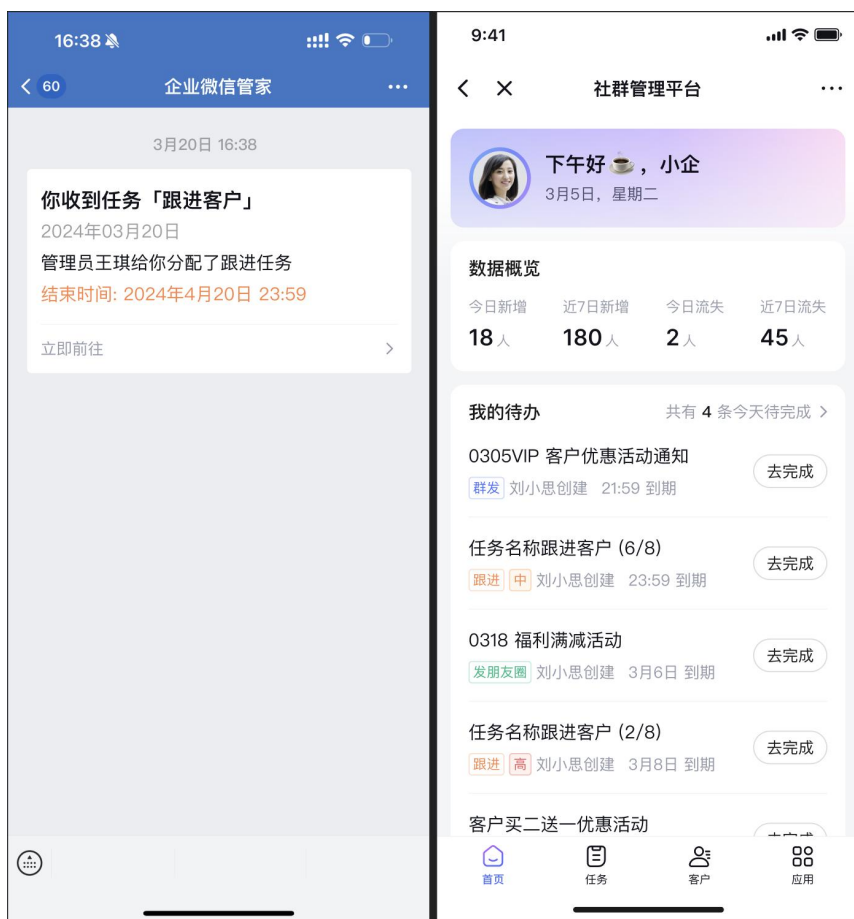 16:38
60
企业微信管家
3月20日 16:38
你收到任务「跟进客户」
2024年03月20日
管理员王琪给你分配了跟进任务
结束时间: 2024年4月20日 23:59
立即前往
9:41
社群管理平台
下午好，小企
3月5日，星期二
数据概览
今日新增 近7日新增 今日流失 近7日流失
18人 180人 2人 45人
我的待办 共有 4 条今天待完成
0305VIP 客户优惠活动通知
去完成
群发 刘小思创建 21:59 到期
任务名称跟进客户 (6/8)
去完成
跟进 中 刘小思创建 23:59 到期
0318 福利满减活动
去完成
发朋友圈 刘小思创建 3月6日 到期
任务名称跟进客户 (2/8)
去完成
跟进 高 刘小思创建 3月8日 到期
客户买二送一优惠活动
首页 任务 客户 应用